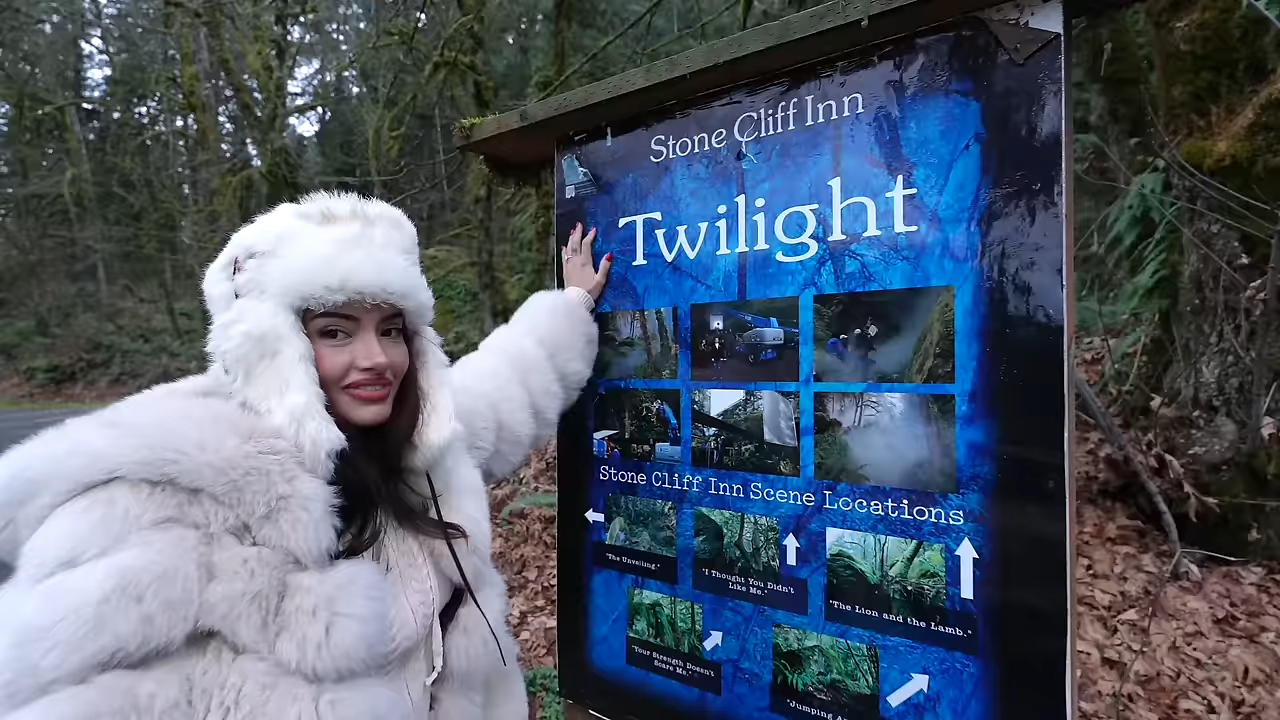 Stone Cliff Inn
Twilight
Stone Cliff Inn Scene Locations
"The Unveiling."
"I Thought You Didn't
Like Me."
"The Lion and the Lamb."
"Your Strength Doesn't
Scare Me."
"Jumping